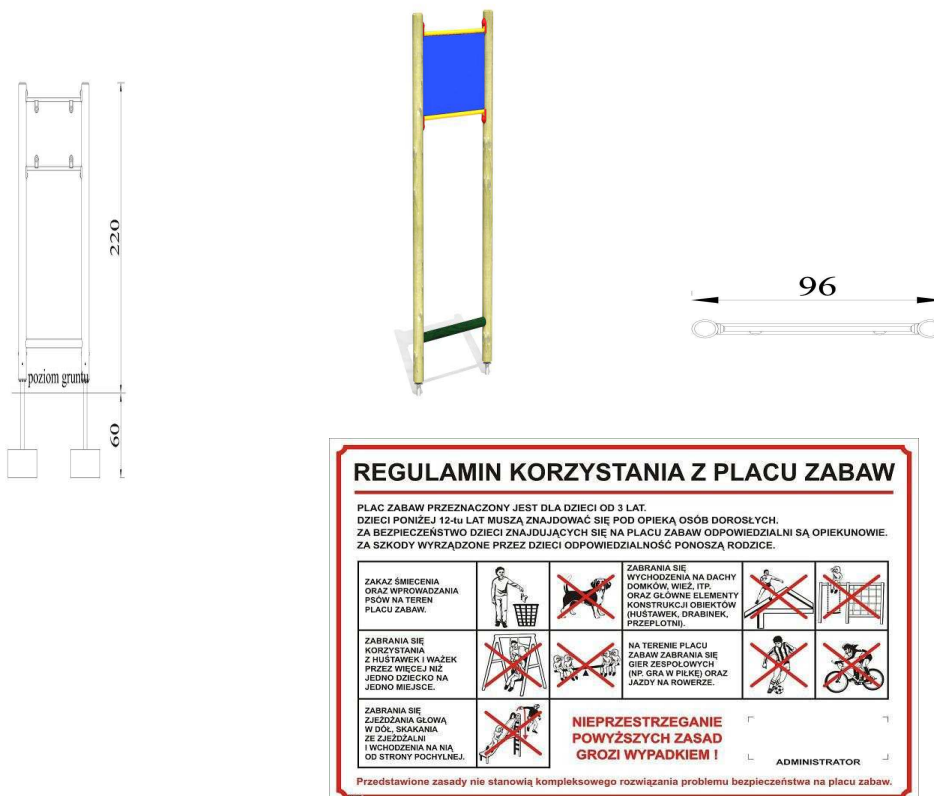 220
poziom gruntu
60
96
REGULAMIN KORZYSTANIA Z PLACU ZABAW
PLAC ZABAW PRZEZNACZONY JEST DLA DZIECI OD 3 LAT.
DZIECI PONIŻEJ 12-tu LAT MUSZĄ ZNAJDOWAĆ SIĘ POD OPIEKĄ OSÓB DOROSŁYCH.
ZA BEZPIECZEŃSTWO DZIECI ZNAJDUJĄCYCH SIĘ NA PLACU ZABAW ODPOWIEDZIALNI SĄ OPIEKUNOWIE.
ZA SZKODY WYRZĄDZONE PRZEZ DZIECI ODPOWIEDZIALNOŚĆ PONOSZĄ RODZICE.
ZAKAZ ŚMIECENIA
ORAZ WPROWADZANIA
PSÓW NA TEREN
PLACU ZABAW.
ZABRANIA SIĘ
WYCHODZENIA NA DACHY
DOMKÓW, WIEŻ, ITP.
ORAZ GŁÓWNE ELEMENTY
KONSTRUKCJI OBIEKTÓW
(HUŚTAWEK, DRABINEK,
PRZEPLOTNI).
ZABRANIA SIĘ
KORZYSTANIA
Z HUŚTAWEK I WAŻEK
PRZEZ WIĘCEJ NIŻ
JEDNO DZIECKO NA
JEDNO MIEJSCE.
NA TERENIE PLACU
ZABAW ZABRANIA SIĘ
GIER ZESPOŁOWYCH
(NP. GRA W PIŁKĘ) ORAZ
JAZDY NA ROWERZE.
ZABRANIA SIĘ
ZJEŻDŻANIA GŁOWĄ
W DÓŁ, SKAKANIA
ZE ZJEŻDŻALNI
I WCHODZENIA NA NIĄ
OD STRONY POCHYLNEJ.
NIEPRZESTRZEGANIE
POWYŻSZYCH ZASAD
GROZI WYPADKIEM !
ADMINISTRATOR
Przedstawione zasady nie stanowią kompleksowego rozwiązania problemu bezpieczeństwa na placu zabaw.